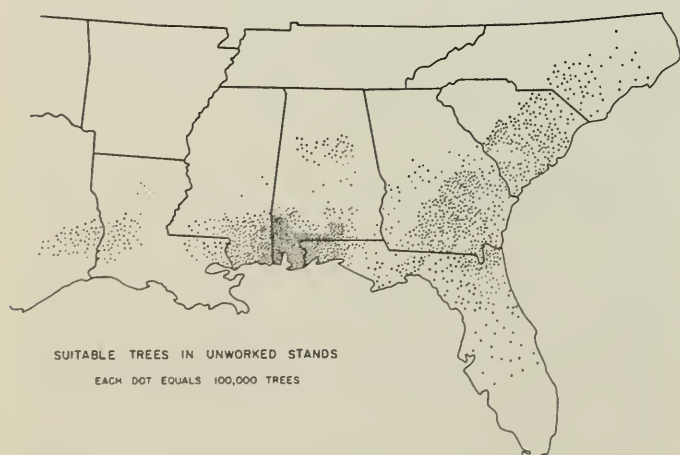 SUITABLE TREES IN UNWORKED STANDS
EACH DOT EQUALS 100,000 TREES